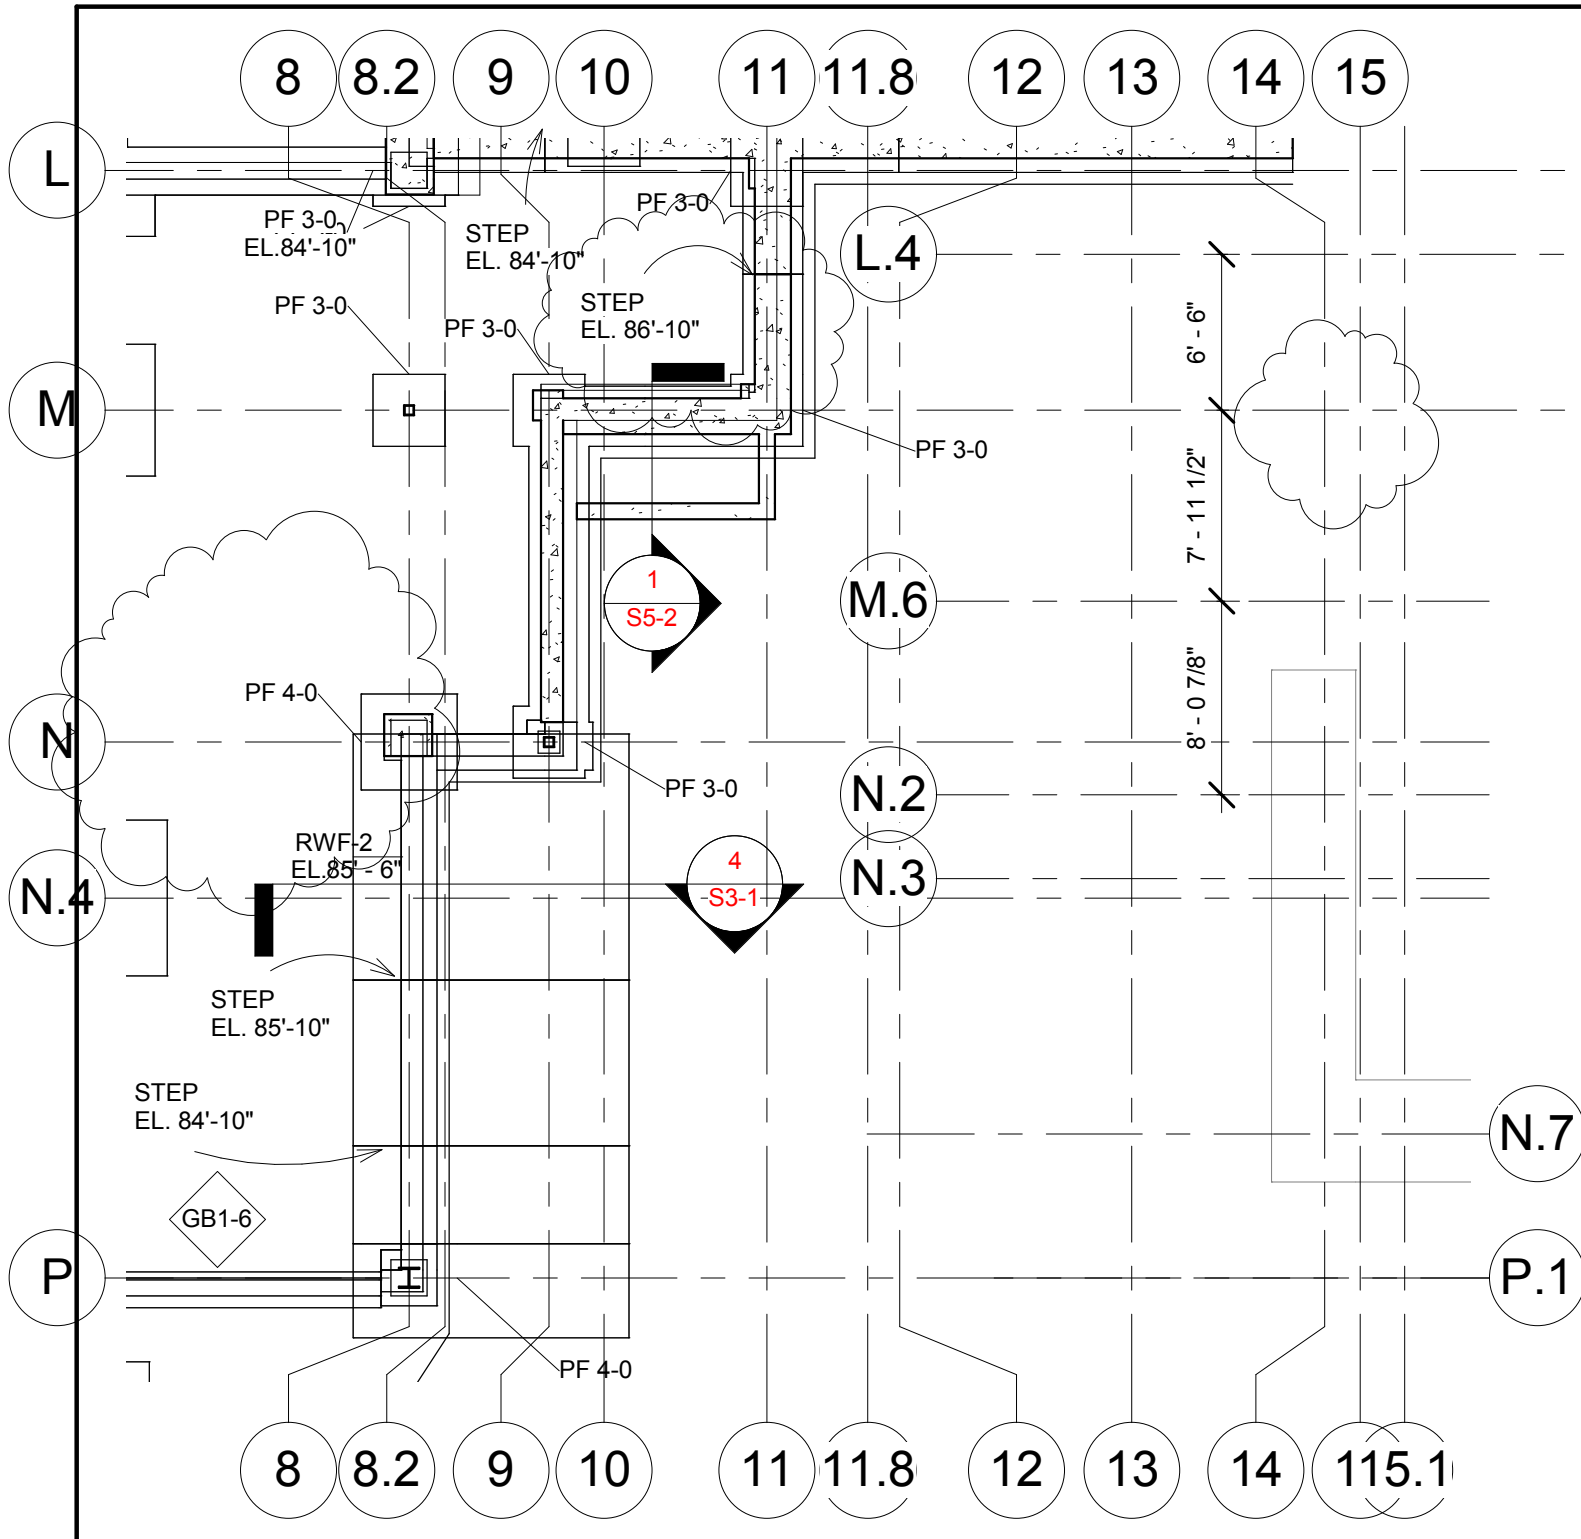 8
8.2
9
10
11
11.8
12
13
14
15
L
PF 3-0
EL.84'-10"
STEP
EL. 84'-10"
PF 3-0
L.4
PF 3-0
PF 3-0
STEP
EL. 86'-10"
6' - 6"
M
PF 3-0
7' - 11 1/2"
1
S5-2
M.6
PF 4-0
8' - 0 7/8"
N
PF 3-0
N.2
RWF-2
EL.85' - 6"
4
S3-1
N.3
N.4
STEP
EL. 85'-10"
STEP
EL. 84'-10"
N.7
GB1-6
P
P.1
PF 4-0
8
8.2
9
10
11
11.8
12
13
14
15.1